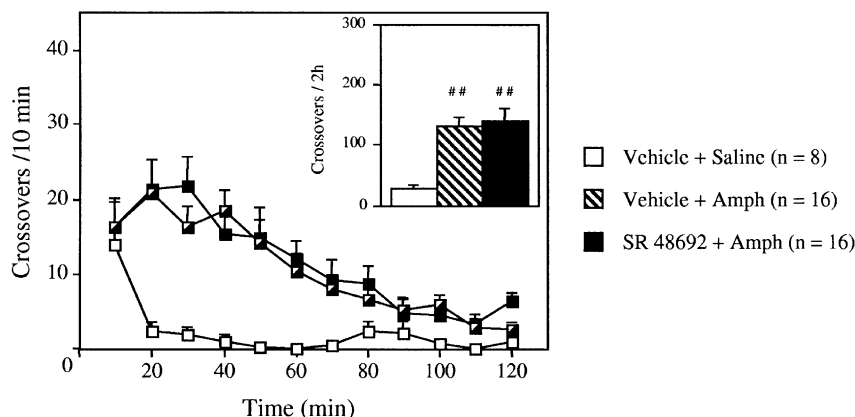 Crossovers /10 min
40
30
20
10
0
20
40
60
80
100
120
Time (min)
Crossovers / 2h
300
200
100
0
##
##
Vehicle + Saline (n = 8)
Vehicle + Amph (n = 16)
SR 48692 + Amph (n = 16)